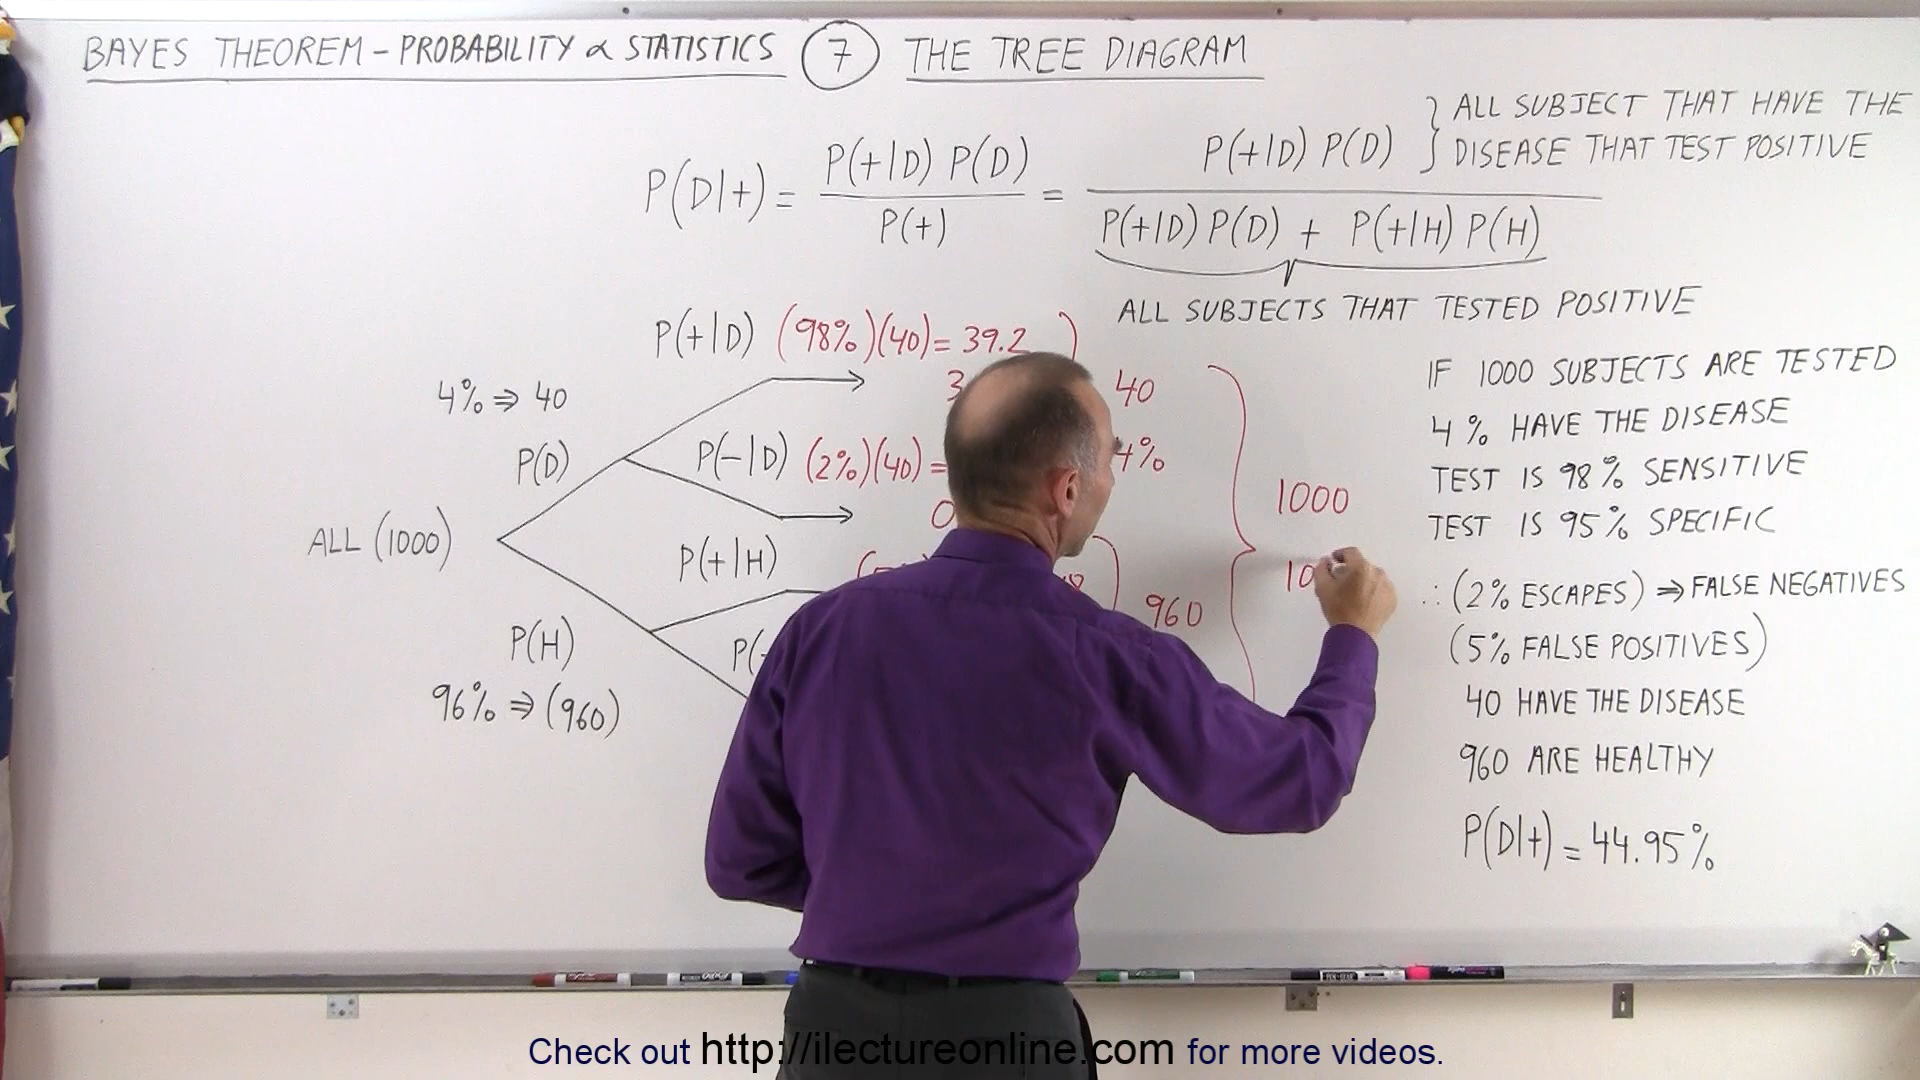 BAYES THEOREM - PROBABILITY & STATISTICS 7 THE TREE DIAGRAM
P(D|+) = P(+|D) P(D) / P(+) = P(+|D) P(D) / P(+|D) P(D) + P(+|H) P(H)
} ALL SUBJECT THAT HAVE THE
DISEASE THAT TEST POSITIVE
ALL SUBJECTS THAT TESTED POSITIVE
P(+|D) (98%)(40) = 39.2
4% ⇒ 40
3
40
P(D)
P(-|D) (2%)(40) =
4%
0
1000
ALL (1000)
P(+|H)
10
960
P(H)
P(-
96% ⇒ (960)
IF 1000 SUBJECTS ARE TESTED
4% HAVE THE DISEASE
TEST IS 98% SENSITIVE
TEST IS 95% SPECIFIC
∴ (2% ESCAPES) ⇒ FALSE NEGATIVES
(5% FALSE POSITIVES)
40 HAVE THE DISEASE
960 ARE HEALTHY
P(D|+) = 44.95%
Check out http://ilectureonline.com for more videos.